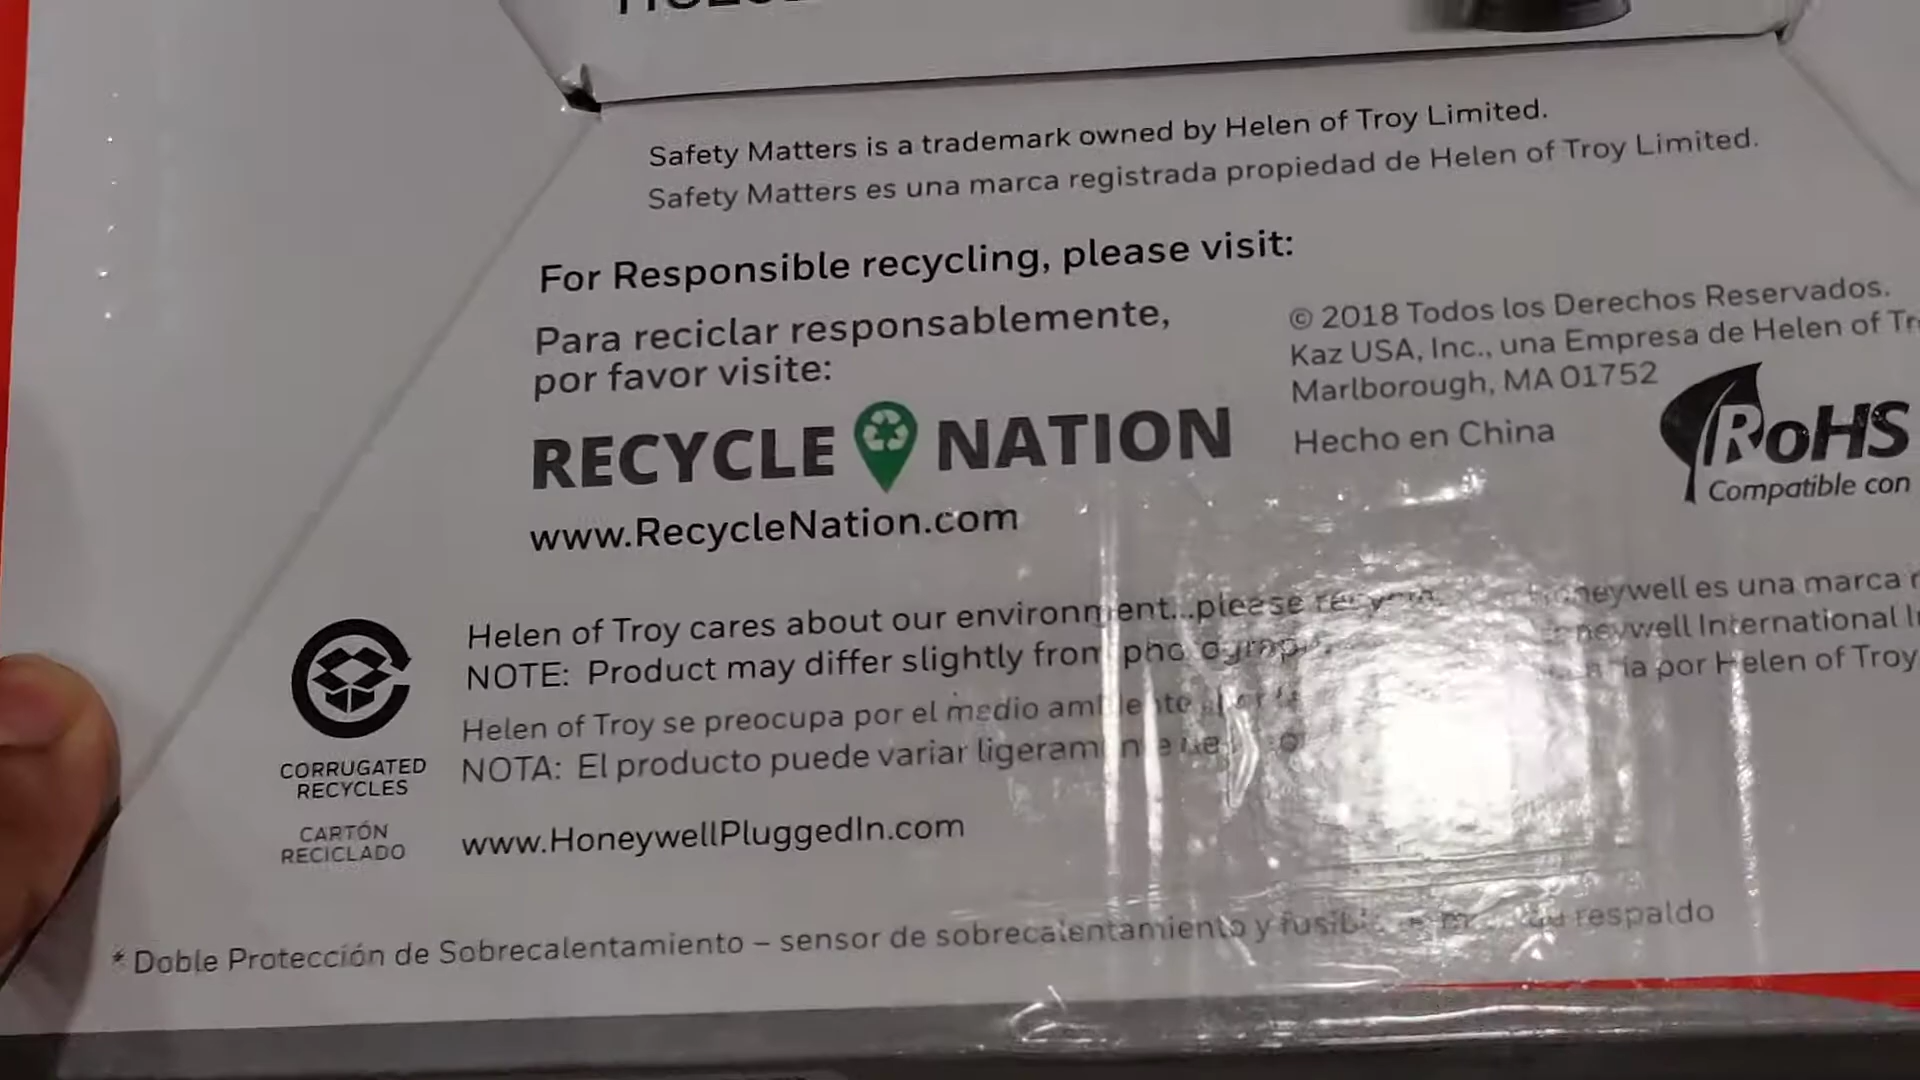 Safety Matters is a trademark owned by Helen of Troy Limited.
Safety Matters es una marca registrada propiedad de Helen of Troy Limited.
For Responsible recycling, please visit:
Para reciclar responsablemente,
por favor visite:
RECYCLE NATION
www.RecycleNation.com
© 2018 Todos los Derechos Reservados.
Kaz USA, Inc., una Empresa de Helen of
Marlborough, MA 01752
Hecho en China
RoHS
Compatible con
Helen of Troy cares about our environment...please
NOTE: Product may differ slightly from
Helen of Troy se preocupa por el medio ambiente
NOTA: El producto puede variar ligeramente
www.HoneywellPluggedIn.com
Honeywell es una marca
Honeywell International
por Helen of Troy
CORRUGATED
RECYCLES
CARTÓN
RECICLADO
* Doble Protección de Sobrecalentamiento – sensor de sobrecalentamiento y respaldo